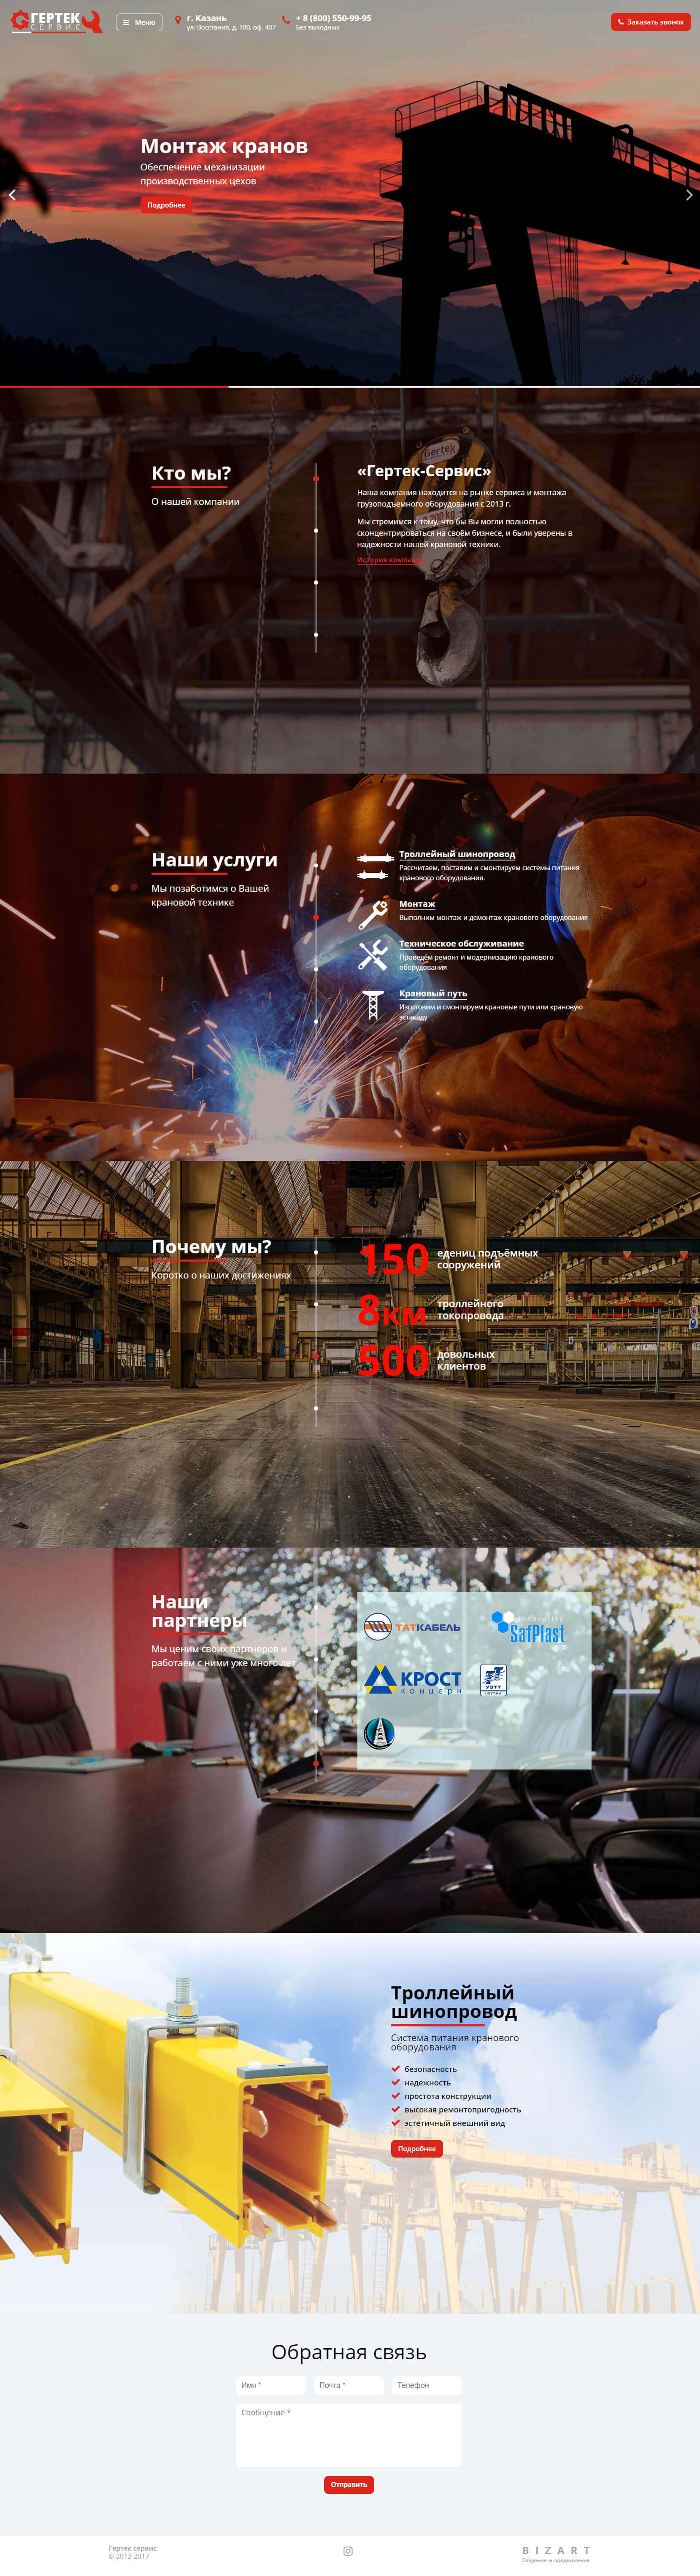 ГЕРТЕК
СЕРВИС
Меню
г. Казань
ул. Восстания, д. 100, оф. 407
+ 8 (800) 550-99-95
Без выходных
Заказать звонок
Монтаж кранов
Обеспечение механизации
производственных цехов
Подробнее
Gertek
Кто мы?
О нашей компании
«Гертек-Сервис»
Наша компания находится на рынке сервиса и монтажа
грузоподъемного оборудования с 2013 г.
Мы стремимся к тому, что бы Вы могли полностью
сконцентрироваться на своём бизнесе, и были уверены в
надежности нашей крановой техники.
История компании
Наши услуги
Мы позаботимся о Вашей
крановой технике
Троллейный шинопровод
Рассчитаем, поставим и смонтируем системы питания
кранового оборудования.
Монтаж
Выполним монтаж и демонтаж кранового оборудования
Техническое обслуживание
Проведём ремонт и модернизацию кранового
оборудования
Крановый путь
Изготовим и смонтируем крановые пути или крановую
эстакаду
Почему мы?
Коротко о наших достижениях
150 едениц подъёмных
сооружений
8км троллейного
токопровода
500 довольных
клиентов
Наши
партнеры
Мы ценим своих партнёров и
работаем с ними уже много лет
ТАТКАБЕЛЬ
innovative
SafPlast
КРОСТ
концерн
УЗТТ
Троллейный
шинопровод
Система питания кранового
оборудования
безопасность
надежность
простота конструкции
высокая ремонтопригодность
эстетичный внешний вид
Подробнее
Обратная связь
Имя *
Почта *
Телефон
Сообщение *
Отправить
Гертек сервис
© 2013-2017
BIZART
Создание и продвижение